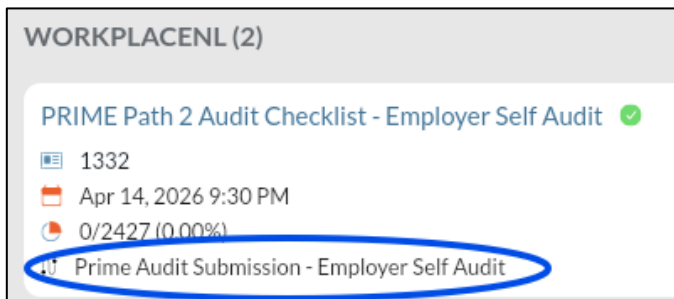 WORKPLACENL (2)
PRIME Path 2 Audit Checklist - Employer Self Audit
1332
Apr 14, 2026 9:30 PM
0/2427 (0.00%)
Prime Audit Submission - Employer Self Audit